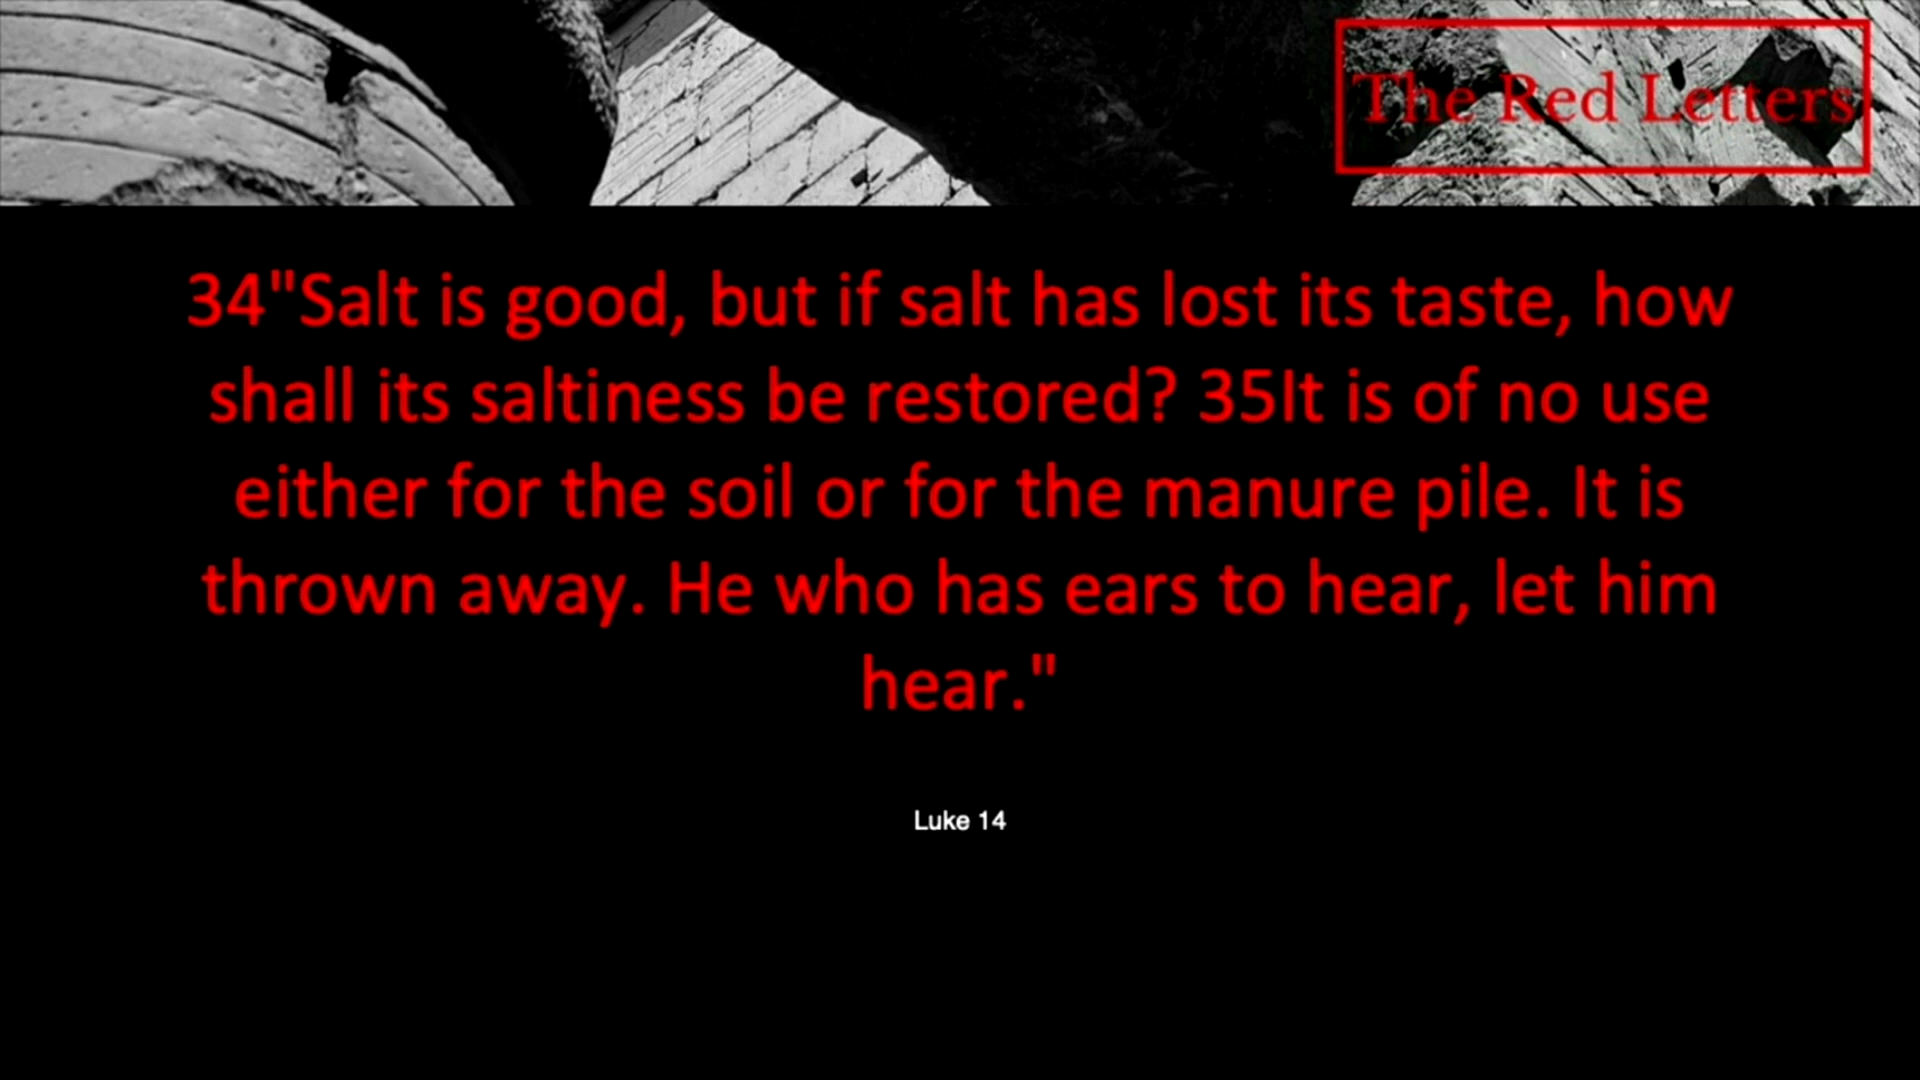 The Red Letters
34"Salt is good, but if salt has lost its taste, how
shall its saltiness be restored? 35It is of no use
either for the soil or for the manure pile. It is
thrown away. He who has ears to hear, let him
hear."
Luke 14